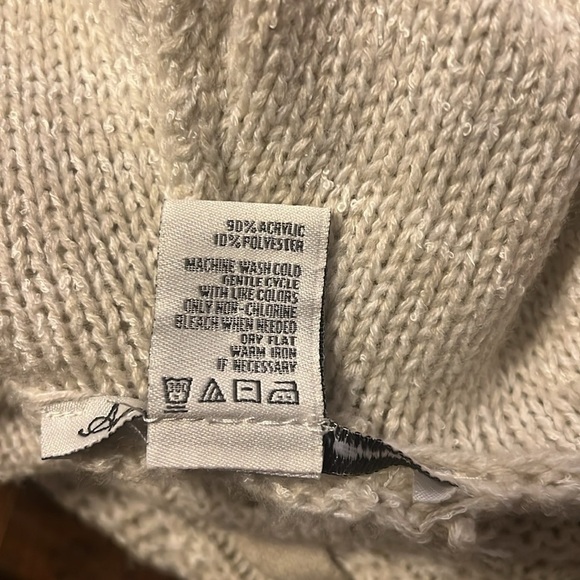 90% ACRYLIC
10% POLYESTER
MACHINE WASH COLD
GENTLE CYCLE
WITH LIKE COLORS
ONLY NON-CHLORINE
BLEACH WHEN NEEDED
DRY FLAT
WARM IRON
IF NECESSARY